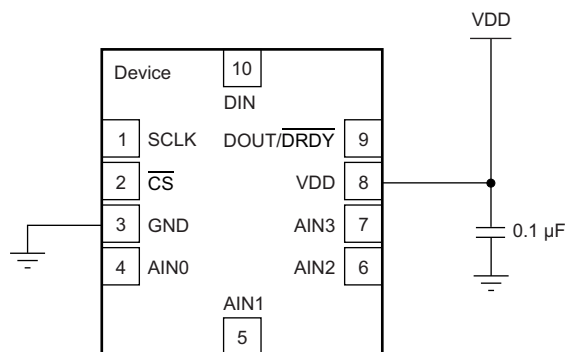 VDD
Device
10
DIN
1 SCLK DOUT/DRDY 9
2 CS VDD 8
3 GND AIN3 7
0.1 µF
4 AIN0 AIN2 6
AIN1
5